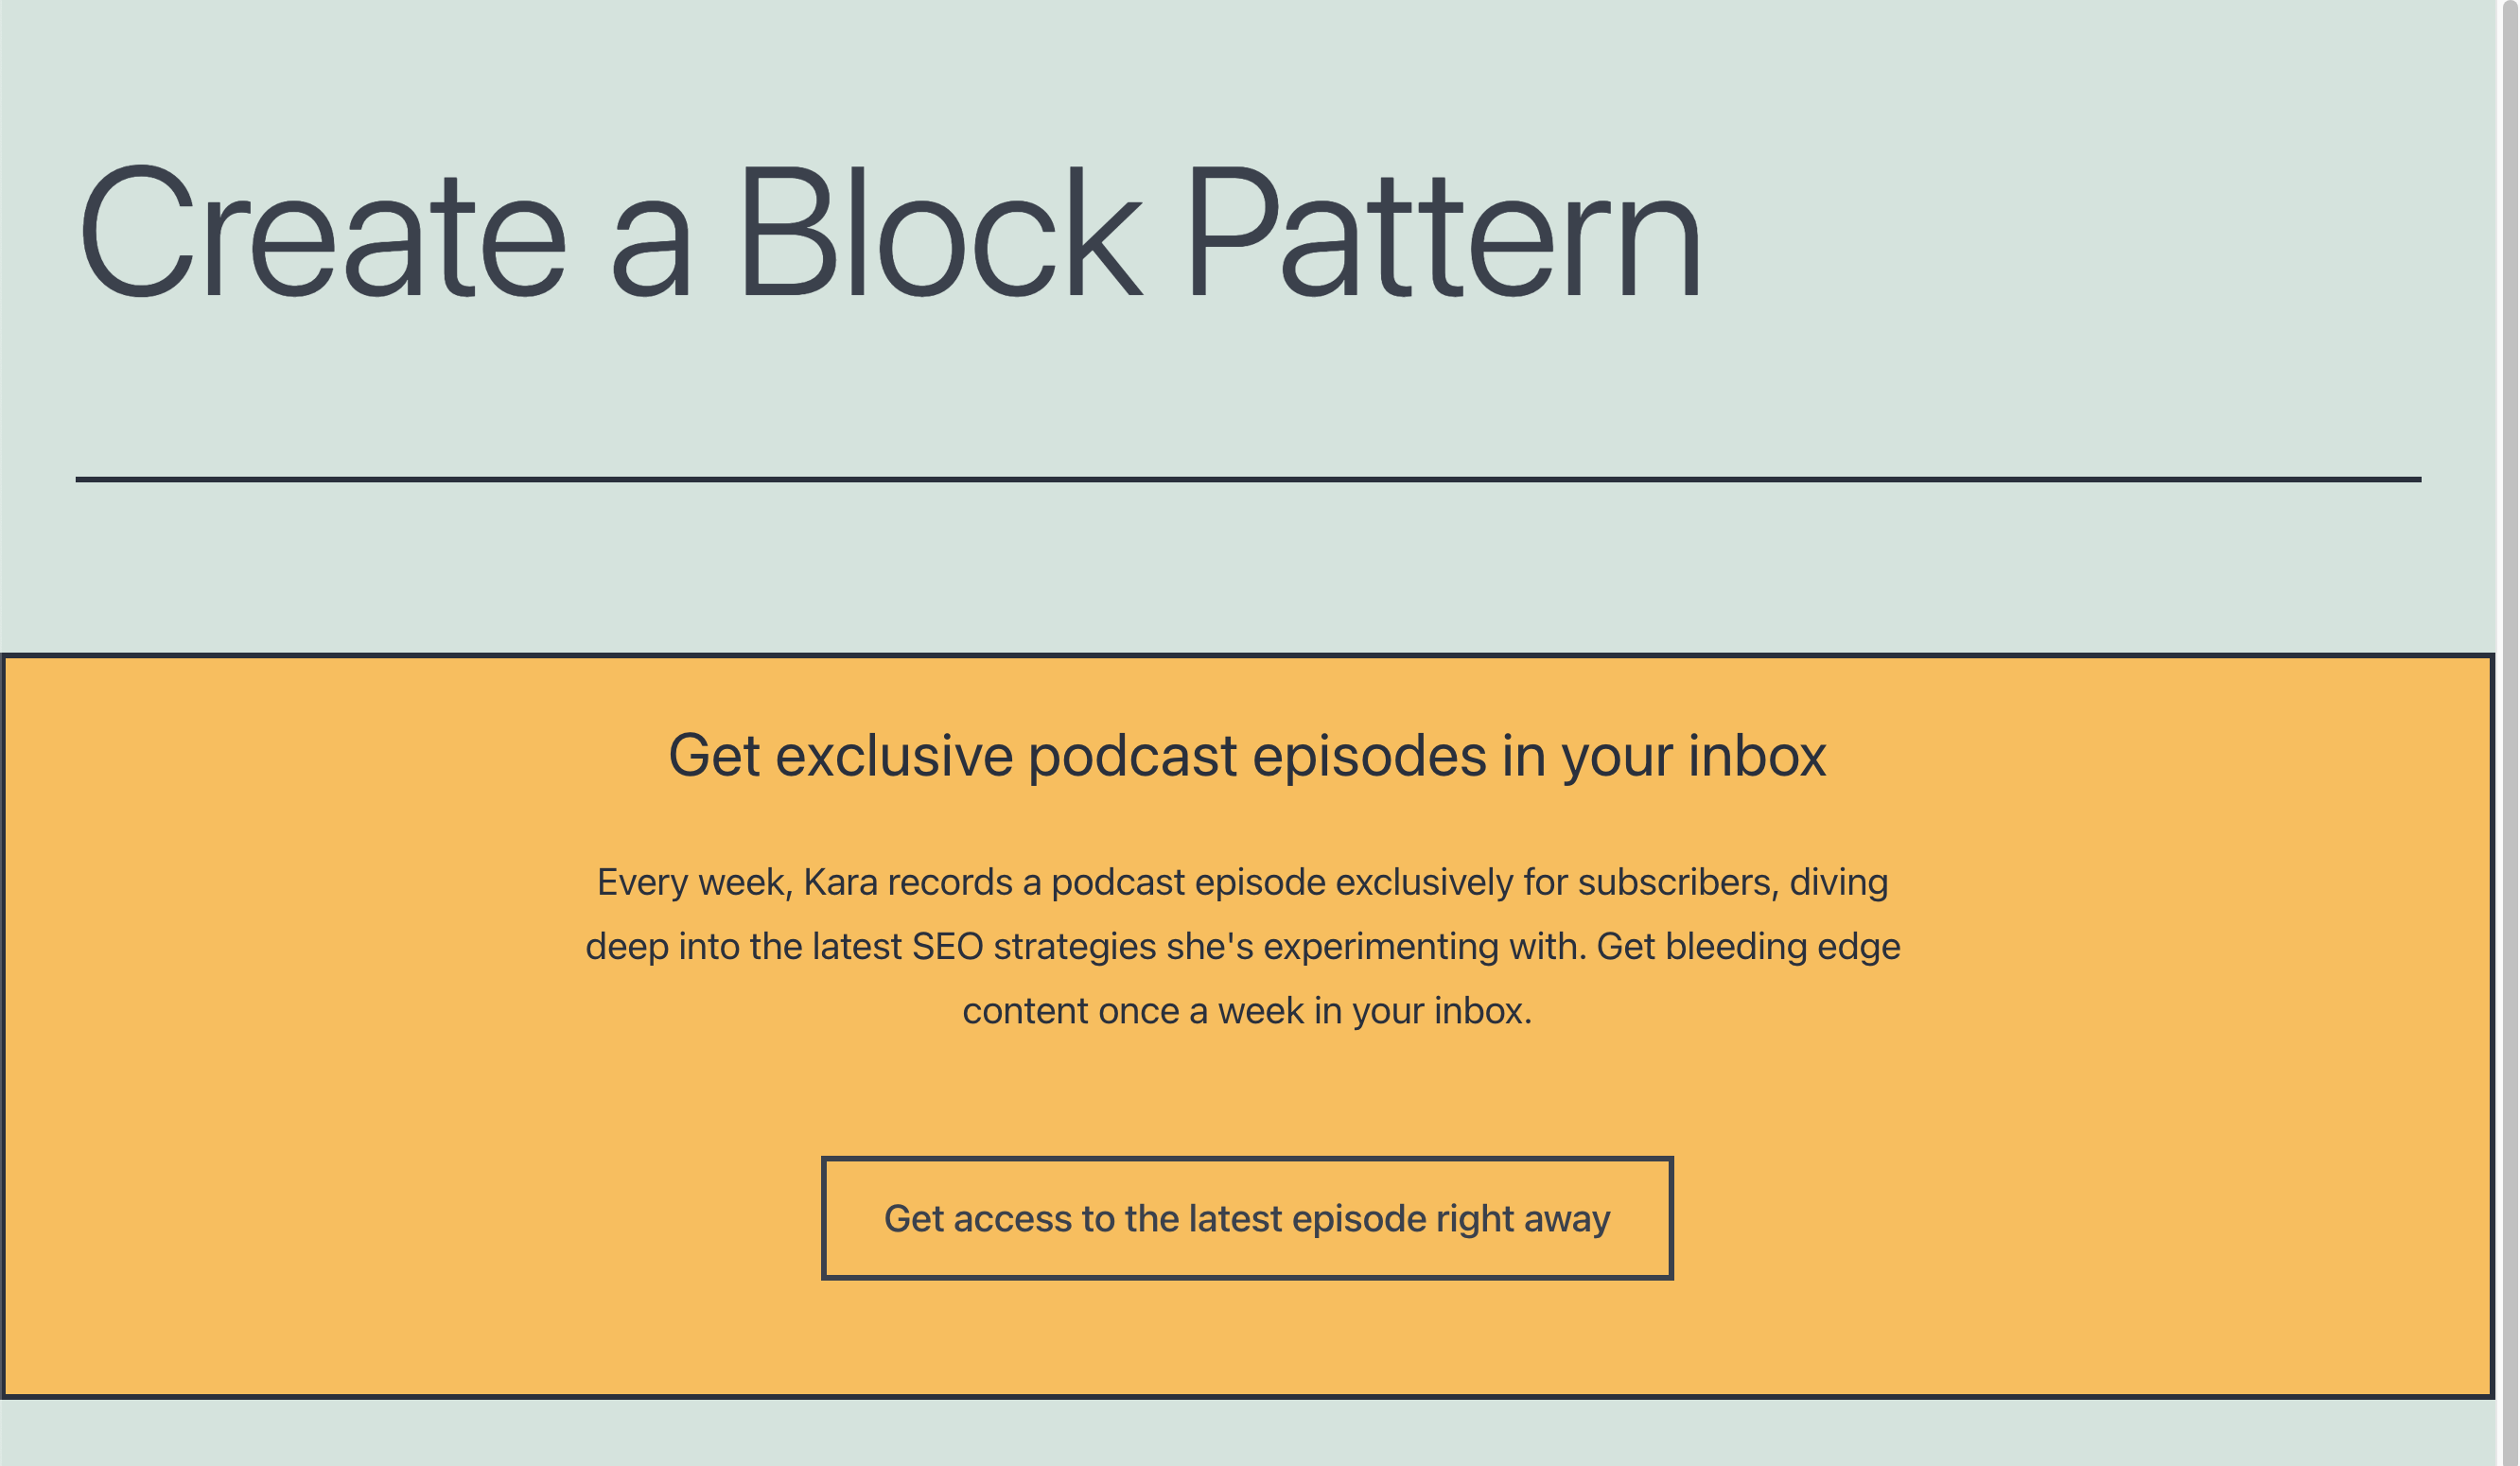 Create a Block Pattern
Get exclusive podcast episodes in your inbox
Every week, Kara records a podcast episode exclusively for subscribers, diving
deep into the latest SEO strategies she's experimenting with. Get bleeding edge
content once a week in your inbox.
Get access to the latest episode right away